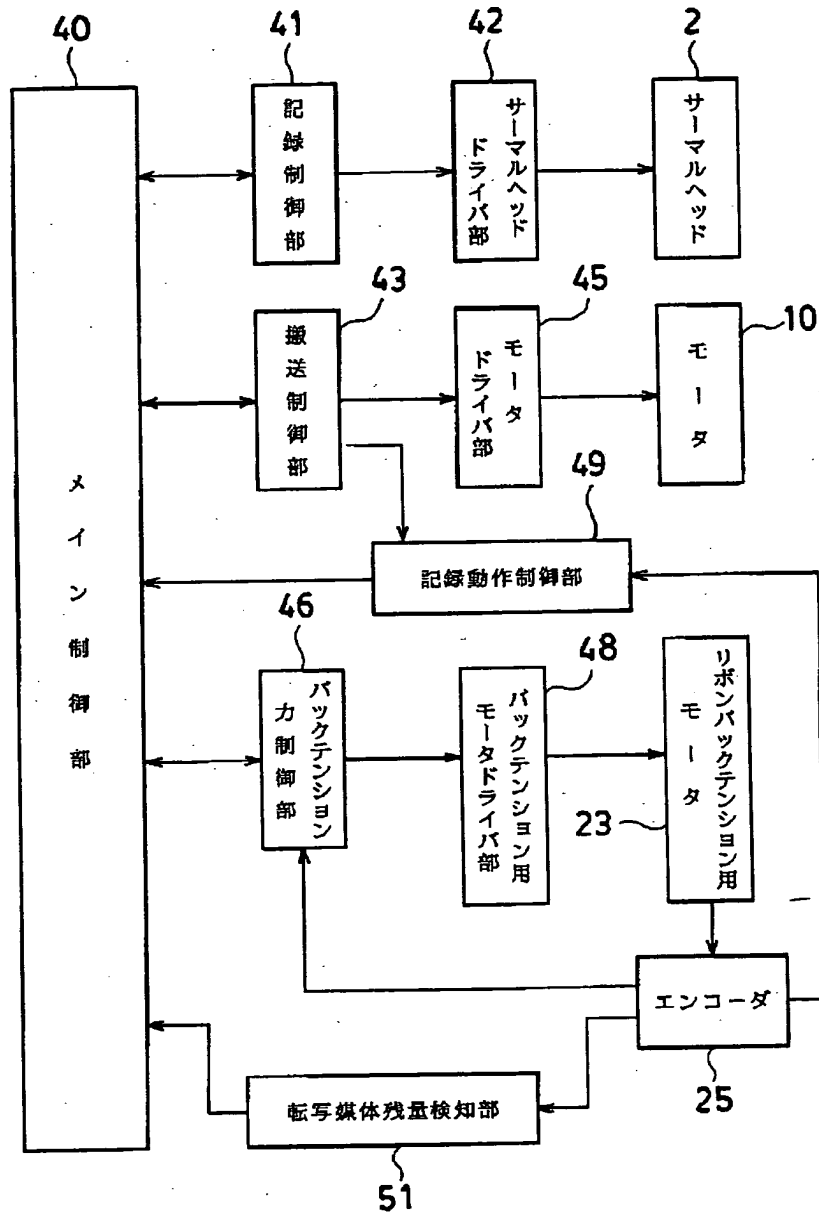 40
41
42
2
記録制御部
サーマルヘッド
ドライバ部
サーマルヘッド
43
45
10
搬送制御部
モータ
ドライバ部
モータ
49
メイン制御部
記録動作制御部
46
48
バックテンション
力制御部
バックテンション用
モータドライバ部
リボンバックテンション用
モータ
23
エンコーダ
25
転写媒体残量検知部
51